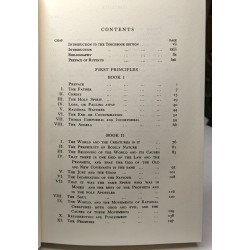 CONTENTS
CHAP. PAGE
INTRODUCTION TO THE TORCHBOOK EDITION
INTRODUCTION
BIBLIOGRAPHY
PREFACE OF RUFINUS
FIRST PRINCIPLES
BOOK I
PREFACE 1
I. THE FATHER 7
II. CHRIST
III. THE HOLY SPIRIT
IV. LOSS, OR FALLING AWAY
V. RATIONAL NATURES
VI. THE END OR CONSUMMATION
VII. THINGS CORPOREAL AND INCORPOREAL
VIII. THE ANGELS
BOOK II
I. THE WORLD AND THE CREATURES IN IT
II. THE PERPETUITY OF BODILY NATURE
III. THE BEGINNING OF THE WORLD AND ITS CAUSES
IV. THAT THERE IS ONE GOD OF THE LAW AND THE
PROPHETS, AND THAT THE GOD OF THE OLD
AND NEW COVENANTS IS THE SAME
V. THE JUST AND THE GOOD
VI. THE INCARNATION OF THE SAVIOUR
VII. THAT IT WAS THE SAME SPIRIT WHO WAS IN
MOSES AND THE REST OF THE PROPHETS AND
IN THE HOLY APOSTLES
VIII. THE SOUL
IX. THE WORLD, AND THE MOVEMENTS OF RATIONAL
CREATURES BOTH GOOD AND EVIL, AND THE
CAUSES OF THESE MOVEMENTS
X. RESURRECTION AND PUNISHMENT
XI. THE PROMISES